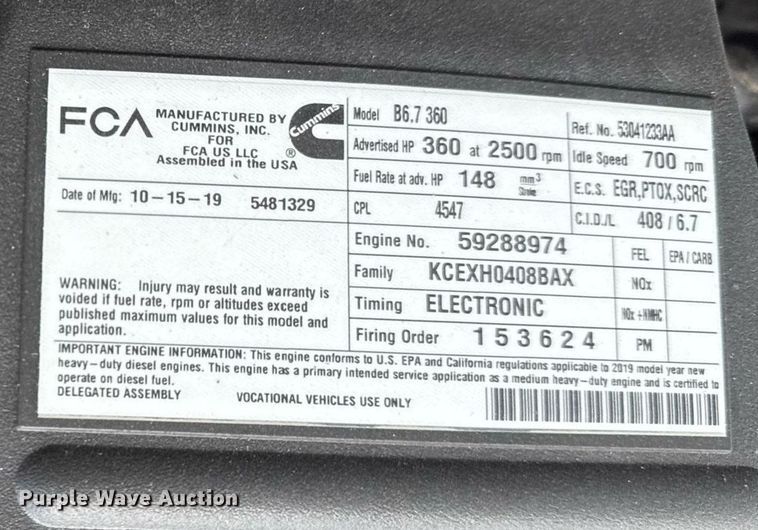 FCA
MANUFACTURED BY
CUMMINS, INC.
FOR
FCA US LLC
Assembled in the USA
Cummins ®
Date of Mfg: 10-15-19 5481329
WARNING: Injury may result and warranty is
voided if fuel rate, rpm or altitudes exceed
published maximum values for this model and
application.
Model B6.7 360
Ref. No. 53041233AA
Advertised HP 360 at 2500 rpm
Idle Speed 700 rpm
Fuel Rate at adv. HP 148 mm³ Stroke
E.C.S. EGR,PTOX,SCRC
CPL 4547
C.I.D./L 408 / 6.7
Engine No. 59288974
FEL EPA / CARB
Family KCEXH0408BAX
NOx
Timing ELECTRONIC
NOx +NMHC
Firing Order 1 5 3 6 2 4
PM
IMPORTANT ENGINE INFORMATION: This engine conforms to U.S. EPA and California regulations applicable to 2019 model year new
heavy-duty diesel engines. This engine has a primary intended service application as a medium heavy-duty engine and is certified to
operate on diesel fuel.
DELEGATED ASSEMBLY VOCATIONAL VEHICLES USE ONLY
Purple Wave Auction